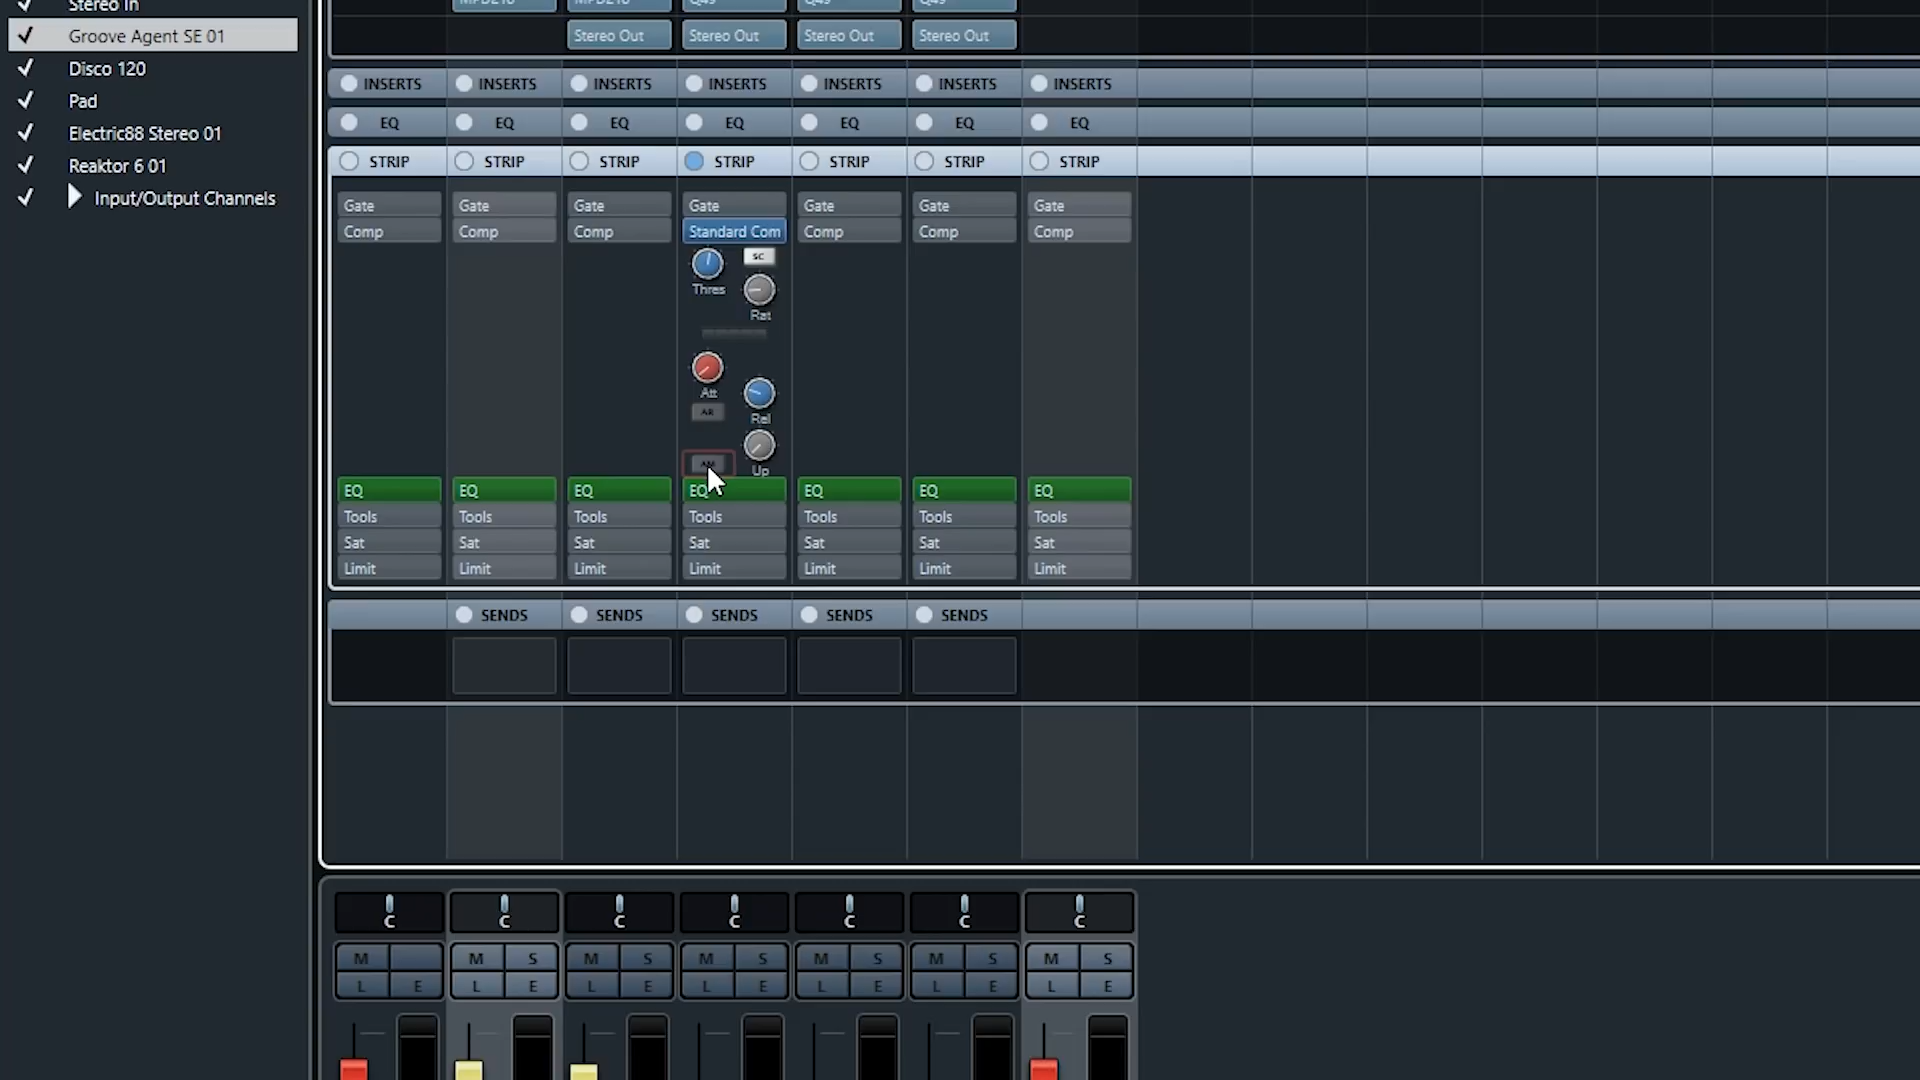 Stereo In
Groove Agent SE 01
Disco 120
Pad
Electric88 Stereo 01
Reaktor 6 01
Input/Output Channels
Stereo Out Stereo Out Stereo Out Stereo Out
INSERTS INSERTS INSERTS INSERTS INSERTS INSERTS INSERTS
EQ EQ EQ EQ EQ EQ EQ
STRIP STRIP STRIP STRIP STRIP STRIP STRIP
Gate Gate Gate Gate Gate Gate Gate
Comp Comp Comp Standard Com Comp Comp Comp
SC
Thres
Rat
Att
AR
Rel
Up
EQ EQ EQ EQ EQ EQ EQ
Tools Tools Tools Tools Tools Tools Tools
Sat Sat Sat Sat Sat Sat Sat
Limit Limit Limit Limit Limit Limit Limit
SENDS SENDS SENDS SENDS SENDS
C C C C C C C
M M S M S M S M S M S M S
L E L E L E L E L E L E L E